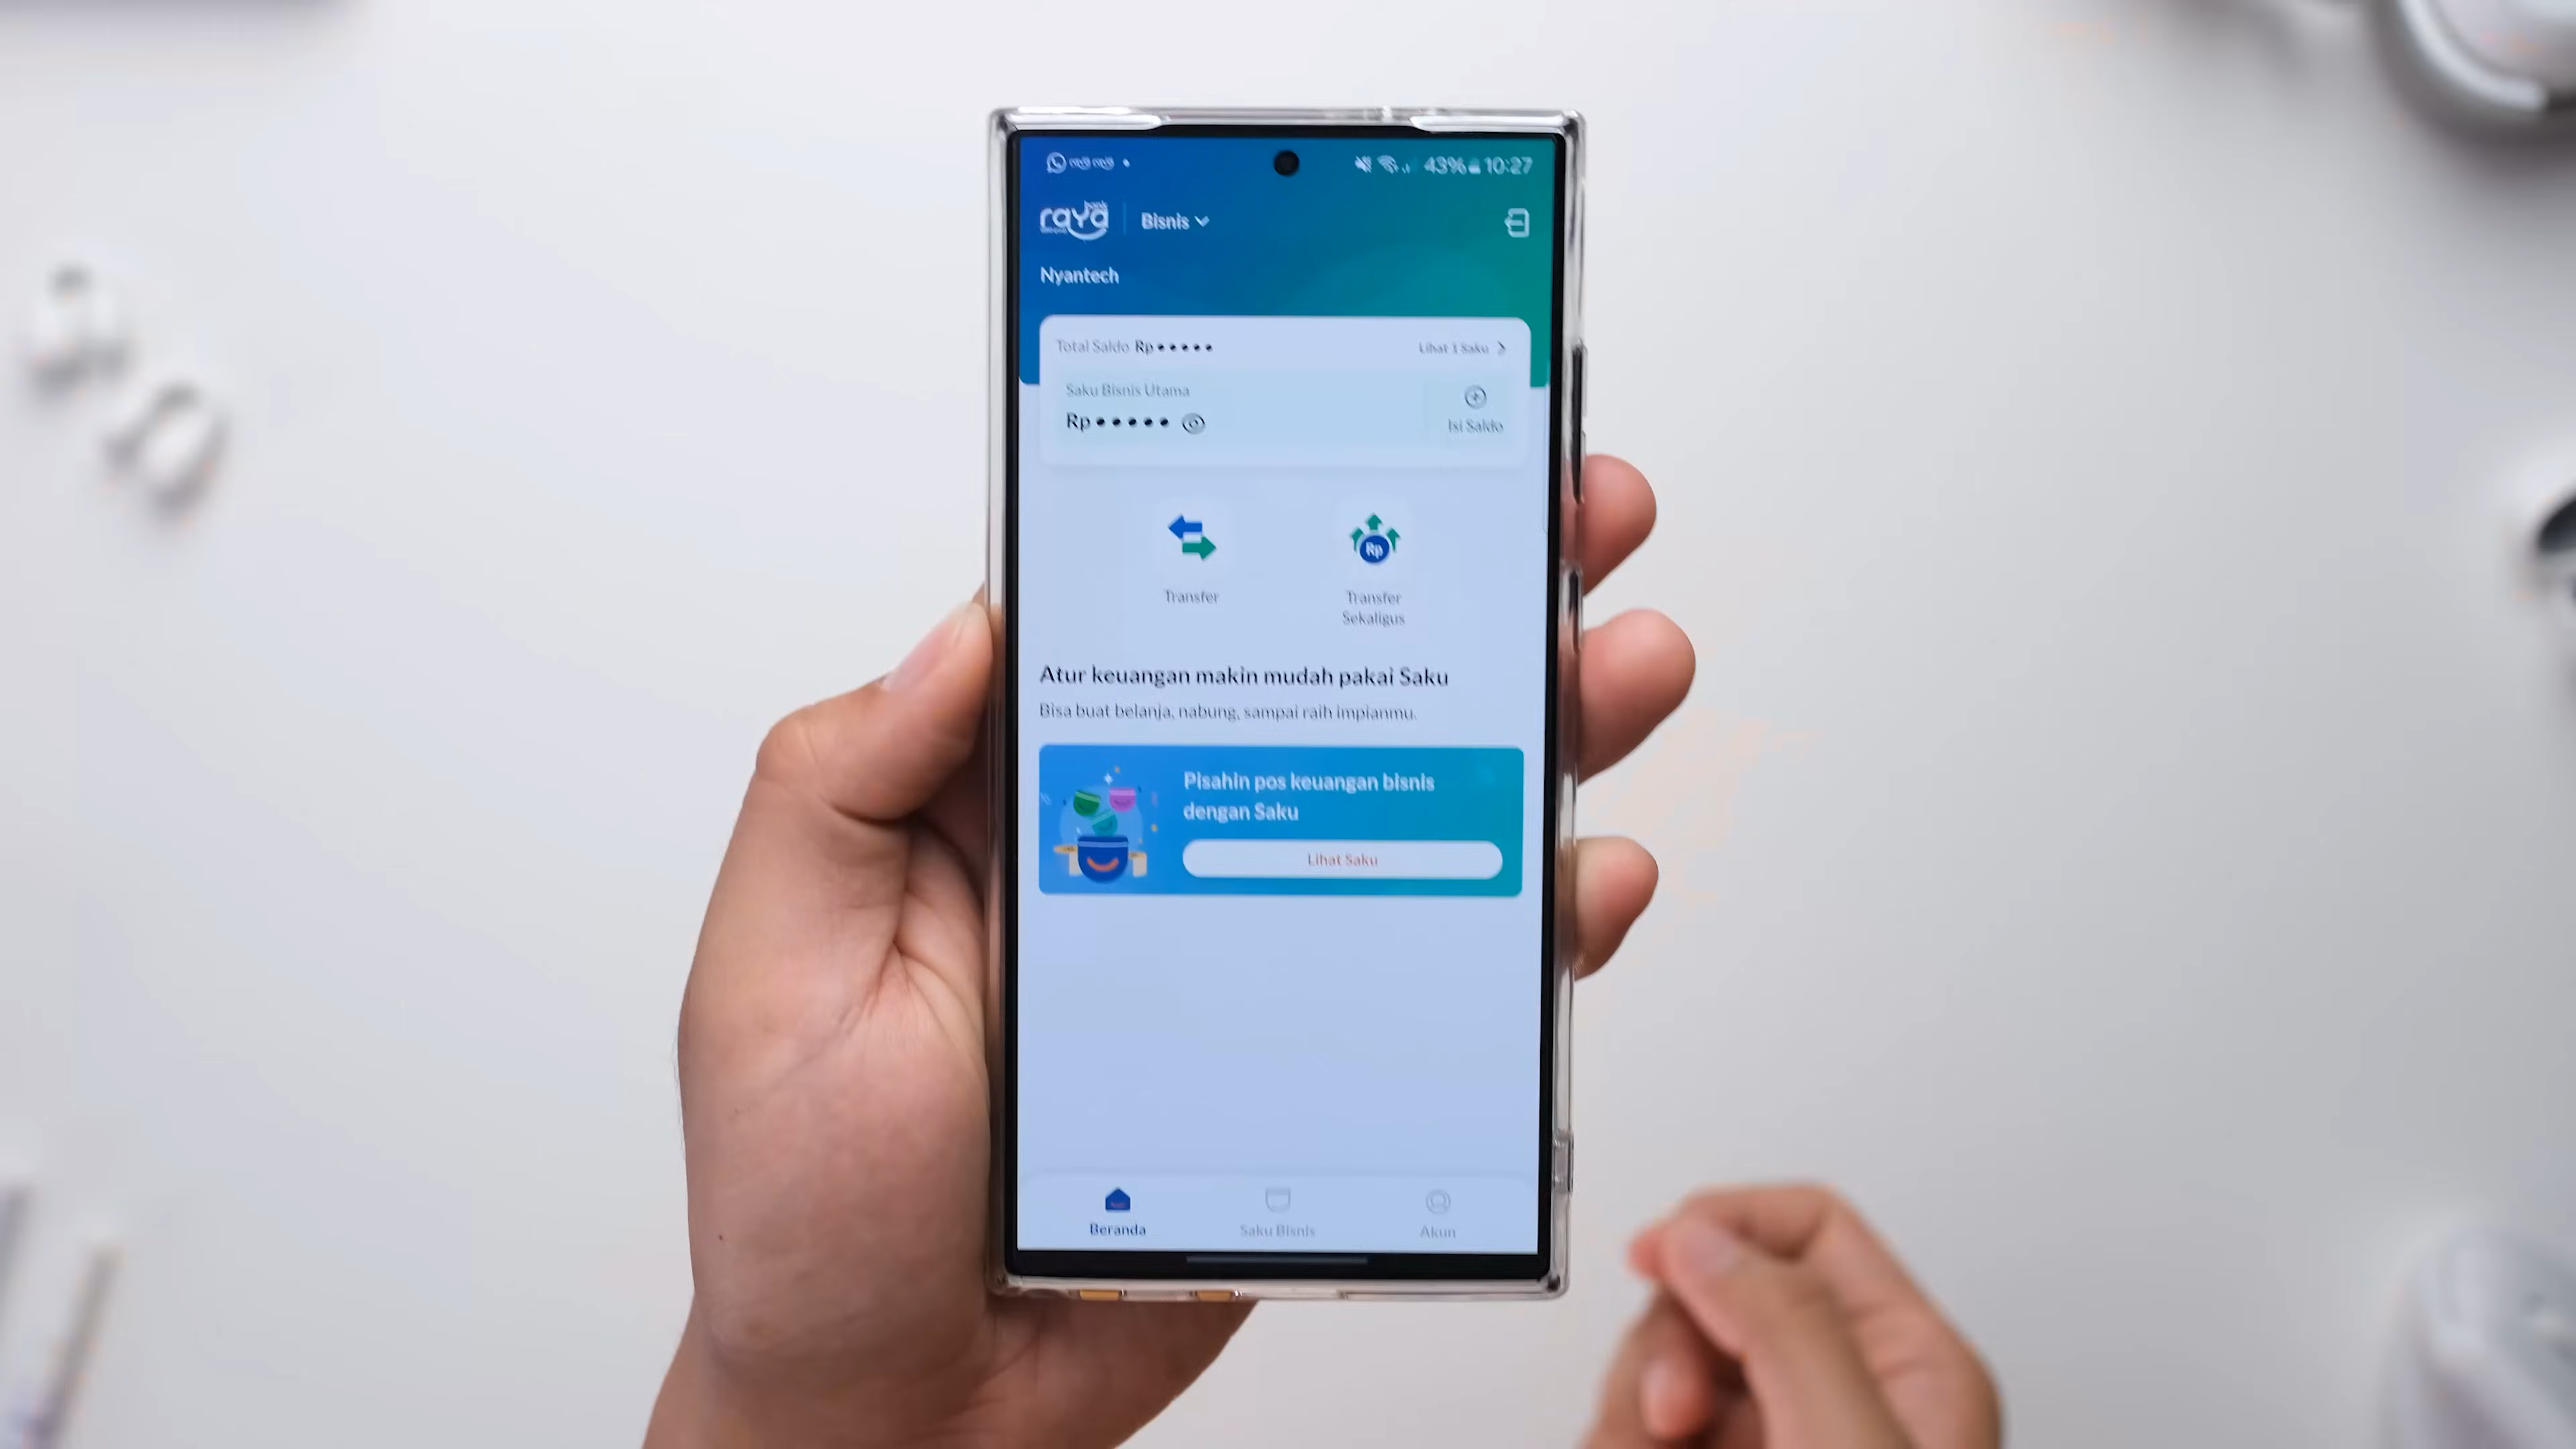 43% 10:27
bank
raya
Bisnis
Nyantech
Total Saldo Rp•••••
Lihat 1 Saku
Saku Bisnis Utama
Rp•••••
Isi Saldo
Rp
Transfer
Transfer
Sekaligus
Atur keuangan makin mudah pakai Saku
Bisa buat belanja, nabung, sampai raih impianmu.
Pisahin pos keuangan bisnis
dengan Saku
Lihat Saku
Beranda
Saku Bisnis
Akun